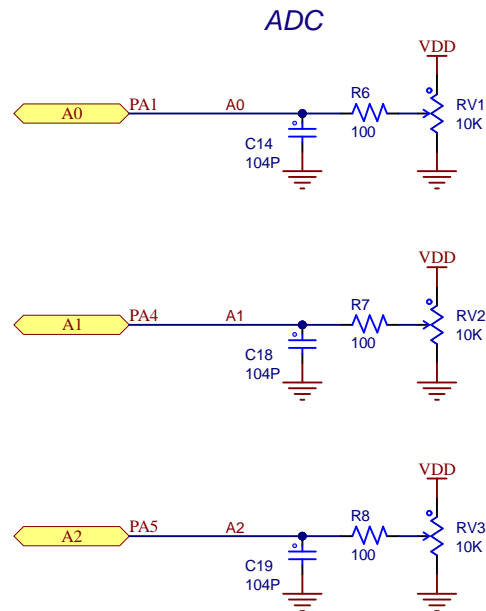 ADC
VDD
A0
PA1
A0
R6
100
C14
104P
RV1
10K
VDD
A1
PA4
A1
R7
100
C18
104P
RV2
10K
VDD
A2
PA5
A2
R8
100
C19
104P
RV3
10K